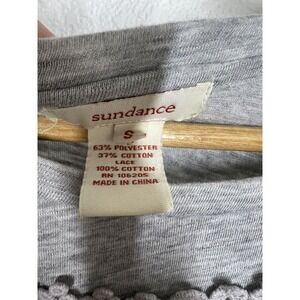 sundance
S
63% POLYESTER
37% COTTON
LACE
100% COTTON
RN 106205
MADE IN CHINA